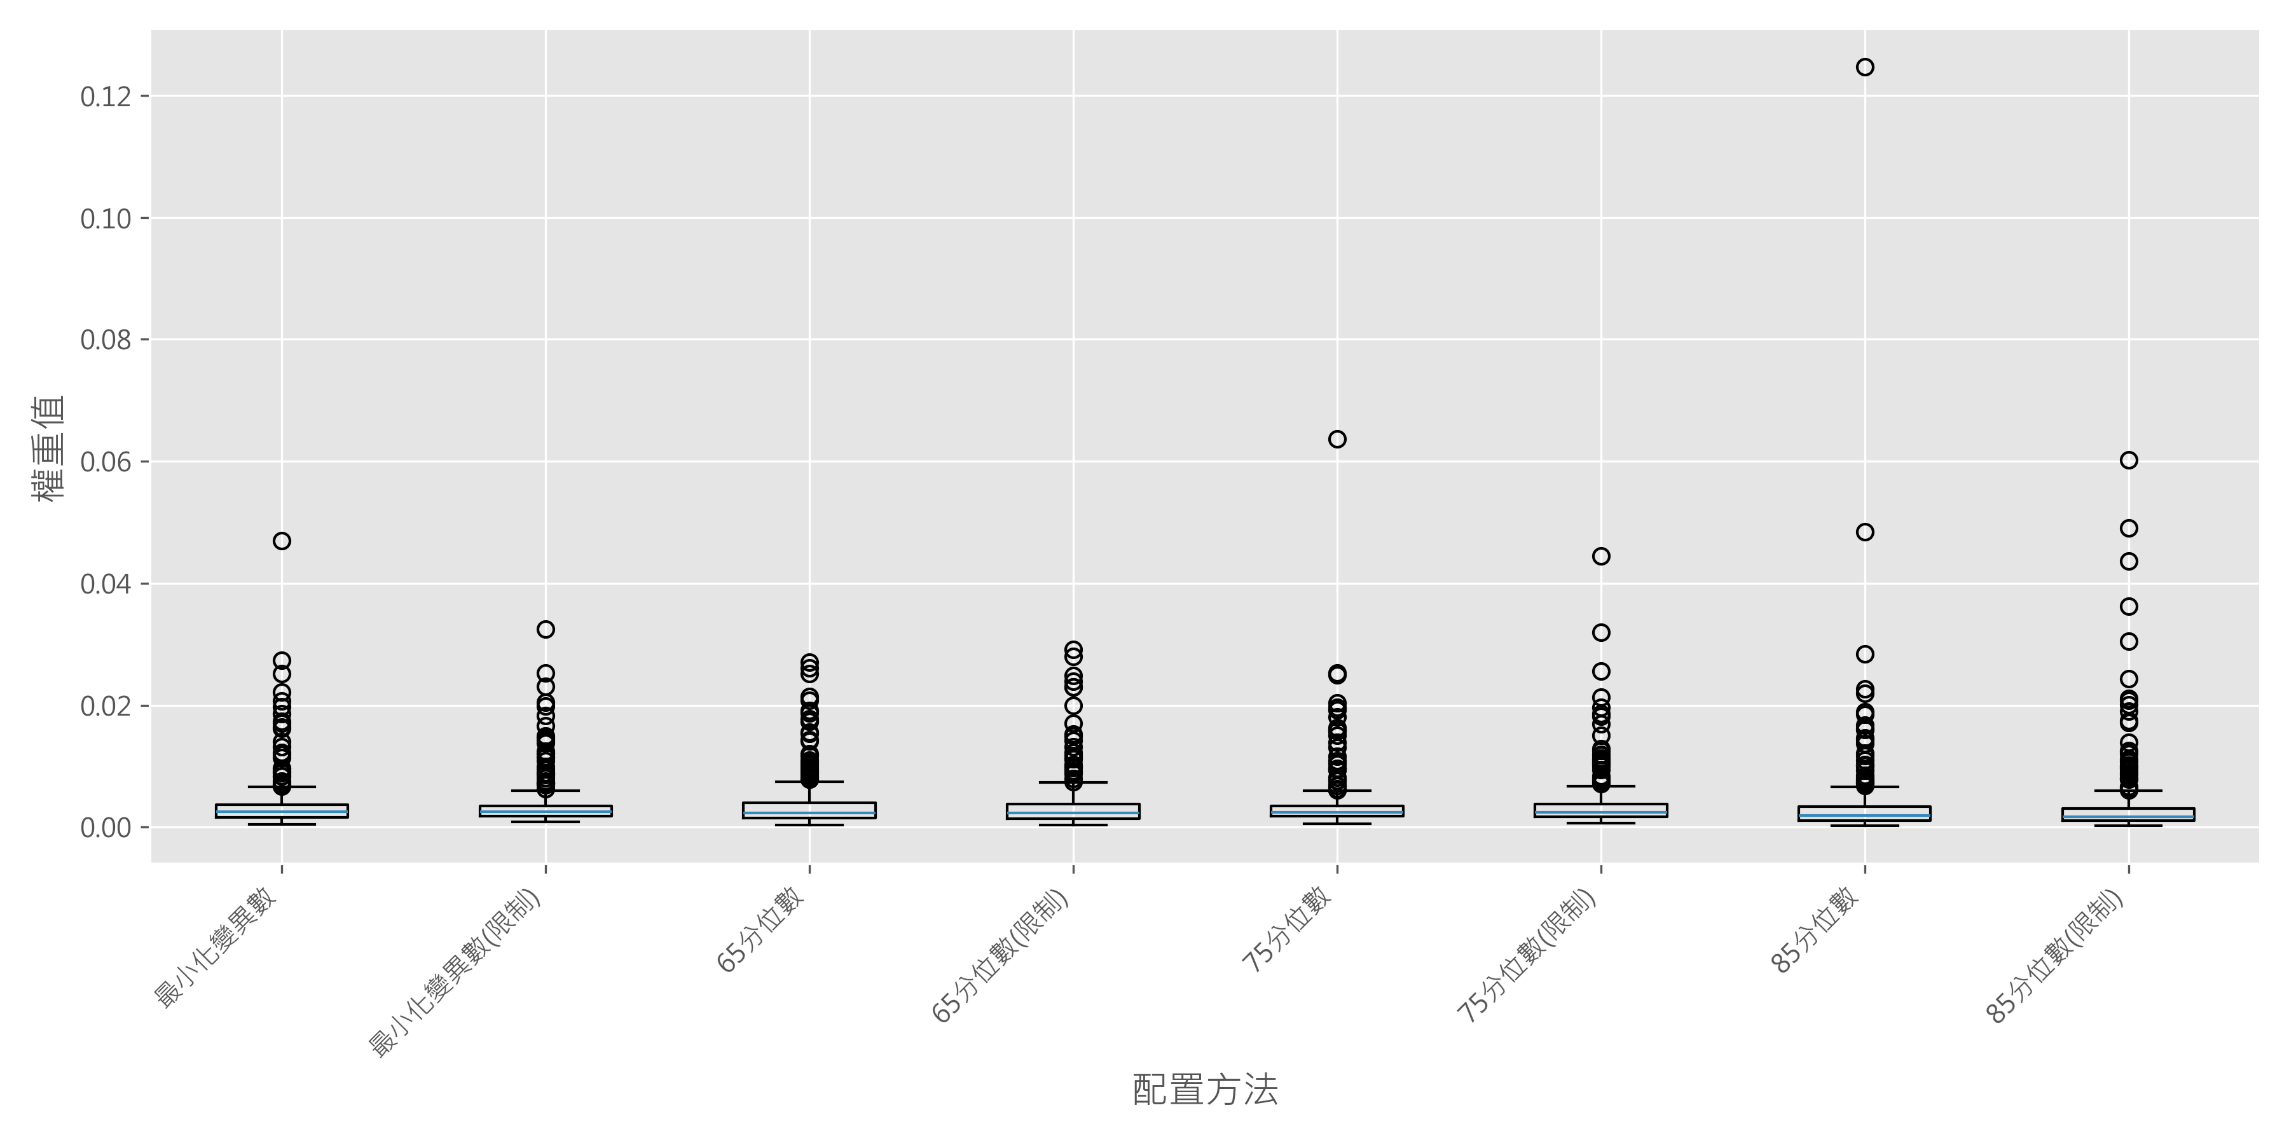 0.12
0.10
0.08
0.06
0.04
0.02
0.00
權重值
最小化變異數
最小化變異數(限制)
65分位數
65分位數(限制)
75分位數
75分位數(限制)
85分位數
85分位數(限制)
配置方法